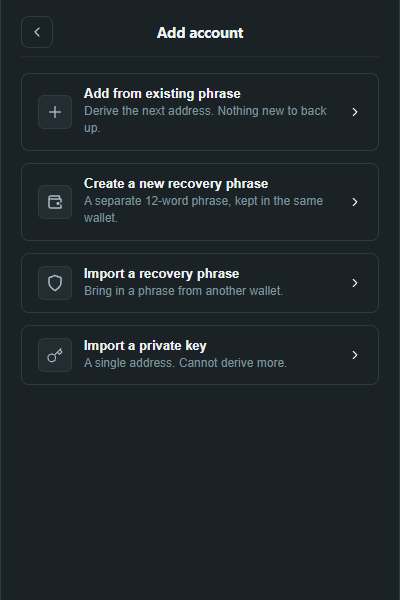 Add account
Add from existing phrase
Derive the next address. Nothing new to back
up.
Create a new recovery phrase
A separate 12-word phrase, kept in the same
wallet.
Import a recovery phrase
Bring in a phrase from another wallet.
Import a private key
A single address. Cannot derive more.